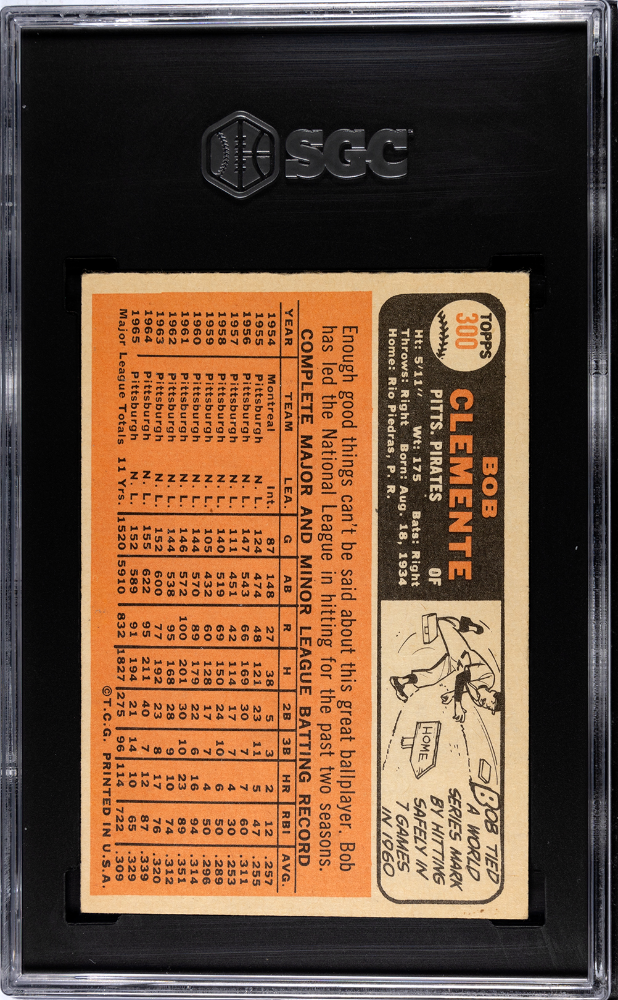 SGC
TOPPS
300
BOB
CLEMENTE
OF
PITTS. PIRATES
Ht: 5'11" Wt: 175 Bats: Right
Throws: Right Born: Aug. 18, 1934
Home: Rio Piedras, P. R.
BOB TIED
A WORLD
SERIES MARK
BY HITTING
SAFELY IN
7 GAMES
IN 1960
HOME
Enough good things can't be said about this great ballplayer. Bob
has led the National League in hitting for the past two seasons.
COMPLETE MAJOR AND MINOR LEAGUE BATTING RECORD
YEAR TEAM LEA. G AB R H 2B 3B HR RBI AVG.
1954 Montreal Int. 87 148 27 38 5 3 2 12 .257
1955 Pittsburgh N. L. 124 474 48 121 23 11 5 47 .255
1956 Pittsburgh N. L. 147 543 66 169 30 7 7 60 .311
1957 Pittsburgh N. L. 111 451 42 114 17 7 4 30 .253
1958 Pittsburgh N. L. 140 519 69 150 24 10 6 50 .289
1959 Pittsburgh N. L. 105 432 60 128 17 7 4 50 .296
1960 Pittsburgh N. L. 144 570 89 179 22 6 16 94 .314
1961 Pittsburgh N. L. 146 572 100 201 30 10 23 89 .351
1962 Pittsburgh N. L. 144 538 95 168 28 9 10 74 .312
1963 Pittsburgh N. L. 152 600 77 192 23 8 17 76 .320
1964 Pittsburgh N. L. 155 622 95 211 40 7 12 87 .339
1965 Pittsburgh N. L. 152 589 91 194 21 14 10 65 .329
Major League Totals 11 Yrs. 1520 5910 832 1827 275 96 114 722 .309
©T.C.G. PRINTED IN U.S.A.